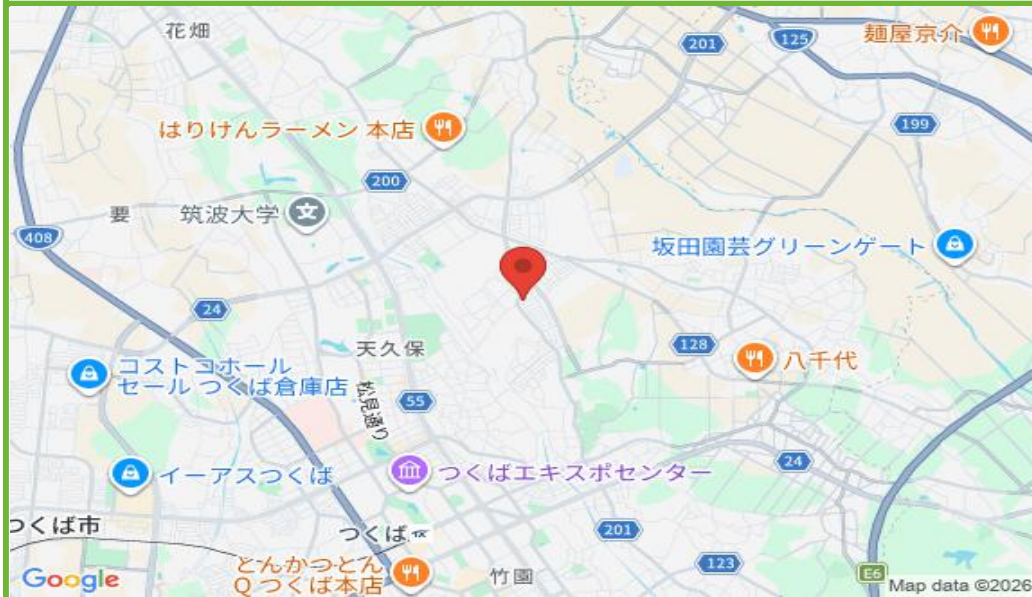 花畑
201
125
麺屋京介
はりけんラーメン 本店
199
200
要
筑波大学
文
408
坂田園芸グリーンゲート
24
天久保
128
八千代
コストコホール
セール つくば倉庫店
松見通り
55
イーアスつくば
つくばエキスポセンター
24
つくば市
つくば
201
とんかつとん
Q つくば本店
竹園
123
E6
Google
Map data ©2026